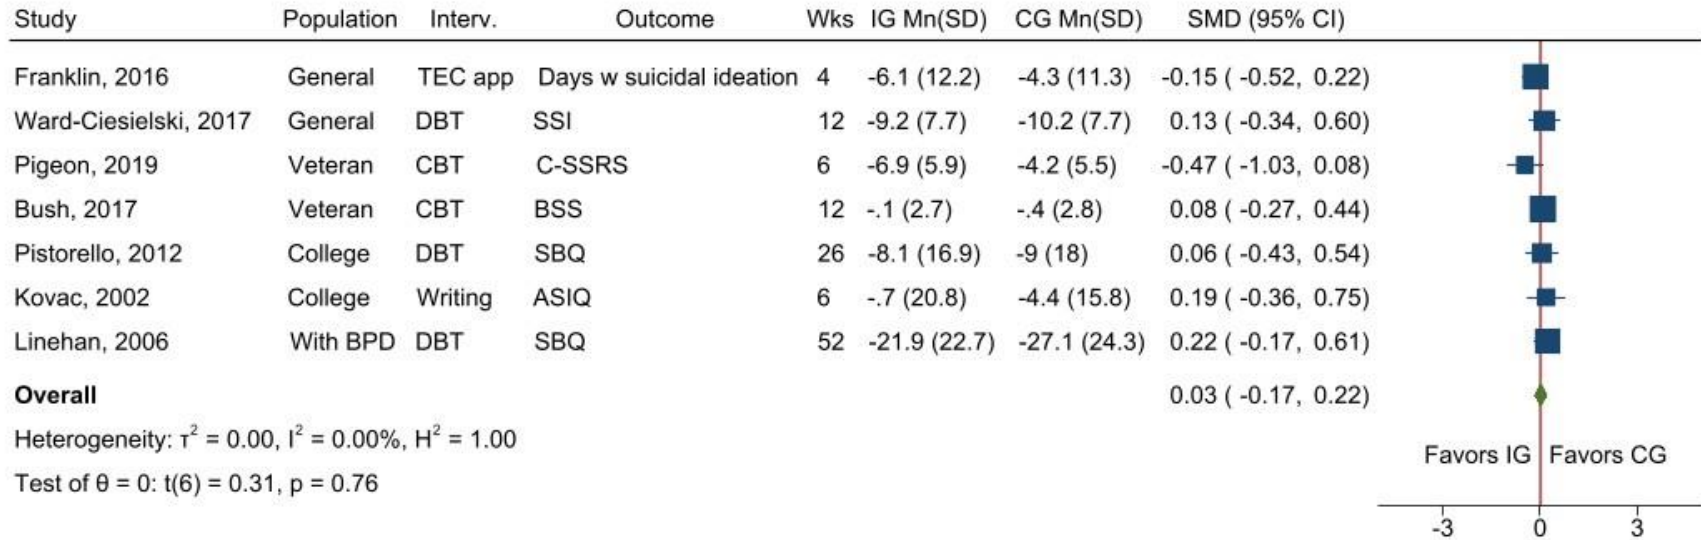 Study Population Interv. Outcome Wks IG Mn(SD) CG Mn(SD) SMD (95% CI)
Franklin, 2016 General TEC app Days w suicidal ideation 4 -6.1 (12.2) -4.3 (11.3) -0.15 ( -0.52, 0.22)
Ward-Ciesielski, 2017 General DBT SSI 12 -9.2 (7.7) -10.2 (7.7) 0.13 ( -0.34, 0.60)
Pigeon, 2019 Veteran CBT C-SSRS 6 -6.9 (5.9) -4.2 (5.5) -0.47 ( -1.03, 0.08)
Bush, 2017 Veteran CBT BSS 12 -.1 (2.7) -.4 (2.8) 0.08 ( -0.27, 0.44)
Pistorello, 2012 College DBT SBQ 26 -8.1 (16.9) -9 (18) 0.06 ( -0.43, 0.54)
Kovac, 2002 College Writing ASIQ 6 -.7 (20.8) -4.4 (15.8) 0.19 ( -0.36, 0.75)
Linehan, 2006 With BPD DBT SBQ 52 -21.9 (22.7) -27.1 (24.3) 0.22 ( -0.17, 0.61)
Overall 0.03 ( -0.17, 0.22)
Heterogeneity: τ² = 0.00, I² = 0.00%, H² = 1.00
Favors IG Favors CG
Test of θ = 0: t(6) = 0.31, p = 0.76
-3 0 3